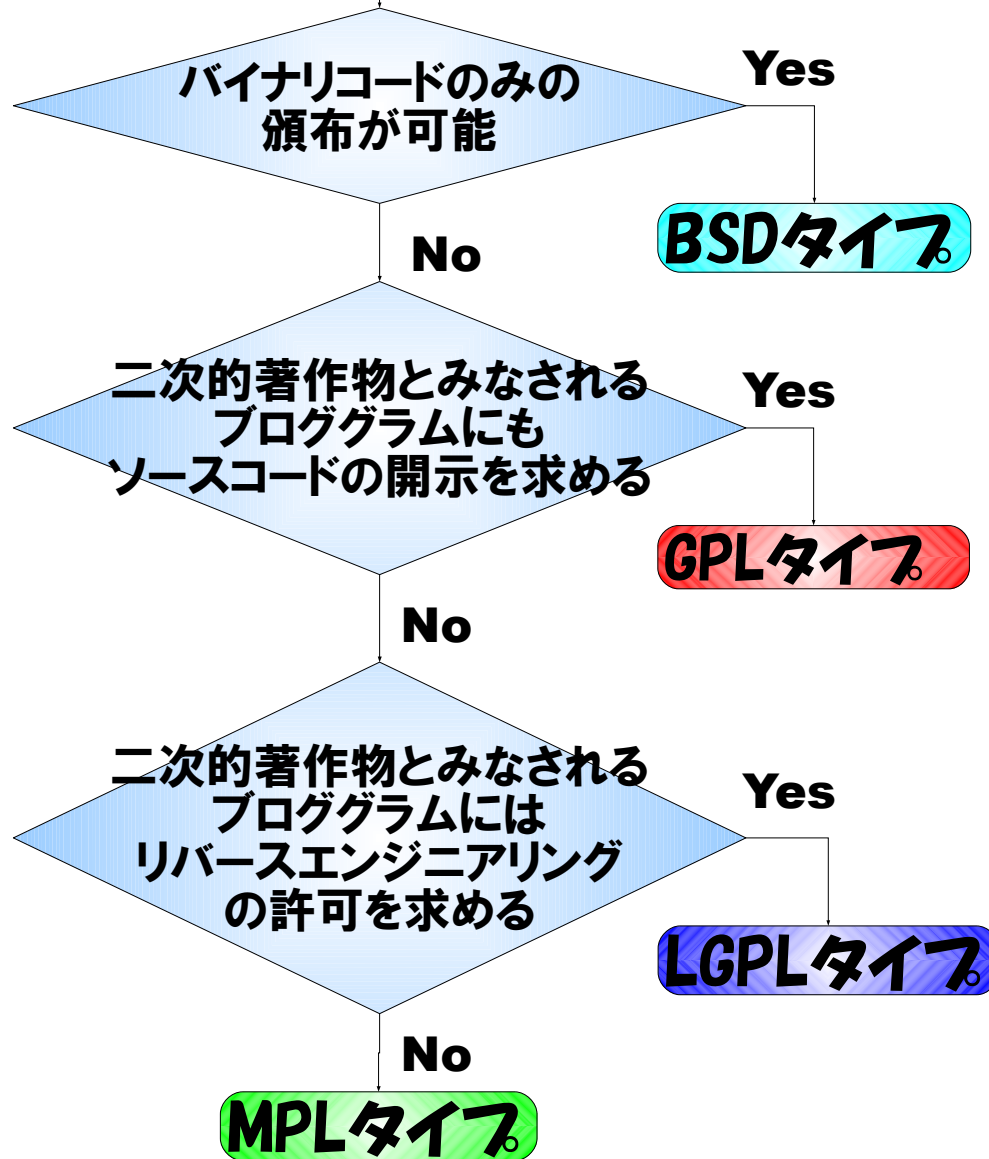 バイナリコードのみの
頒布が可能
Yes
BSDタイプ
No
二次的著作物とみなされる
プロググラムにも
ソースコードの開示を求める
Yes
GPLタイプ
No
二次的著作物とみなされる
プログググラムには
リバースエンジニアリング
の許可を求める
Yes
LGPLタイプ
No
MPLタイプ